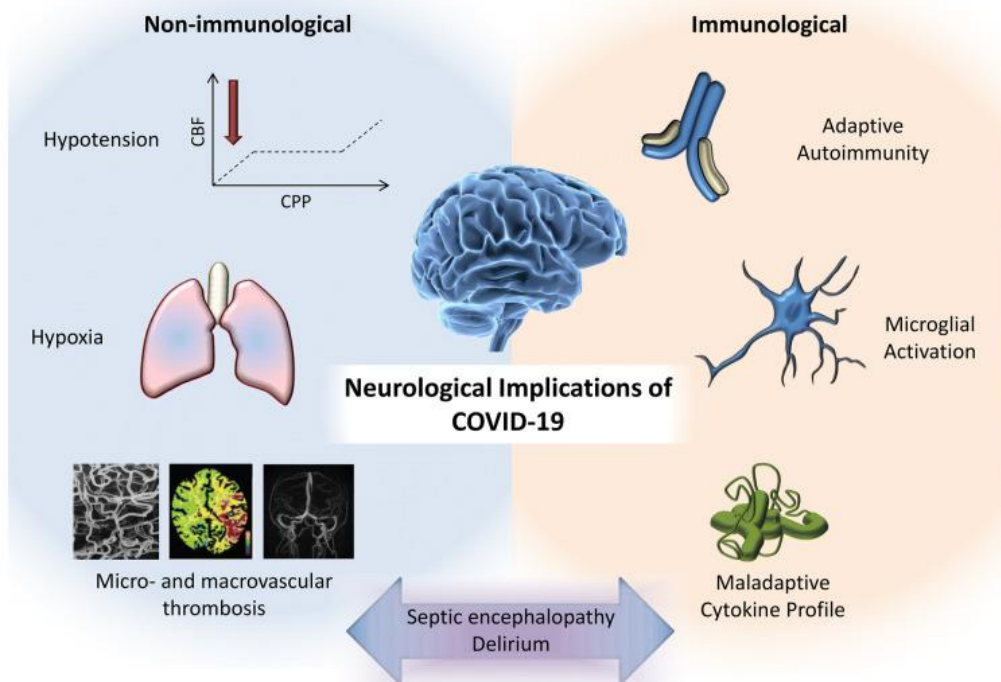 Non-immunological
Hypotension
CBF
CPP
Hypoxia
Micro- and macrovascular
thrombosis
Immunological
Adaptive
Autoimmunity
Microglial
Activation
Maladaptive
Cytokine Profile
Neurological Implications of
COVID-19
Septic encephalopathy
Delirium